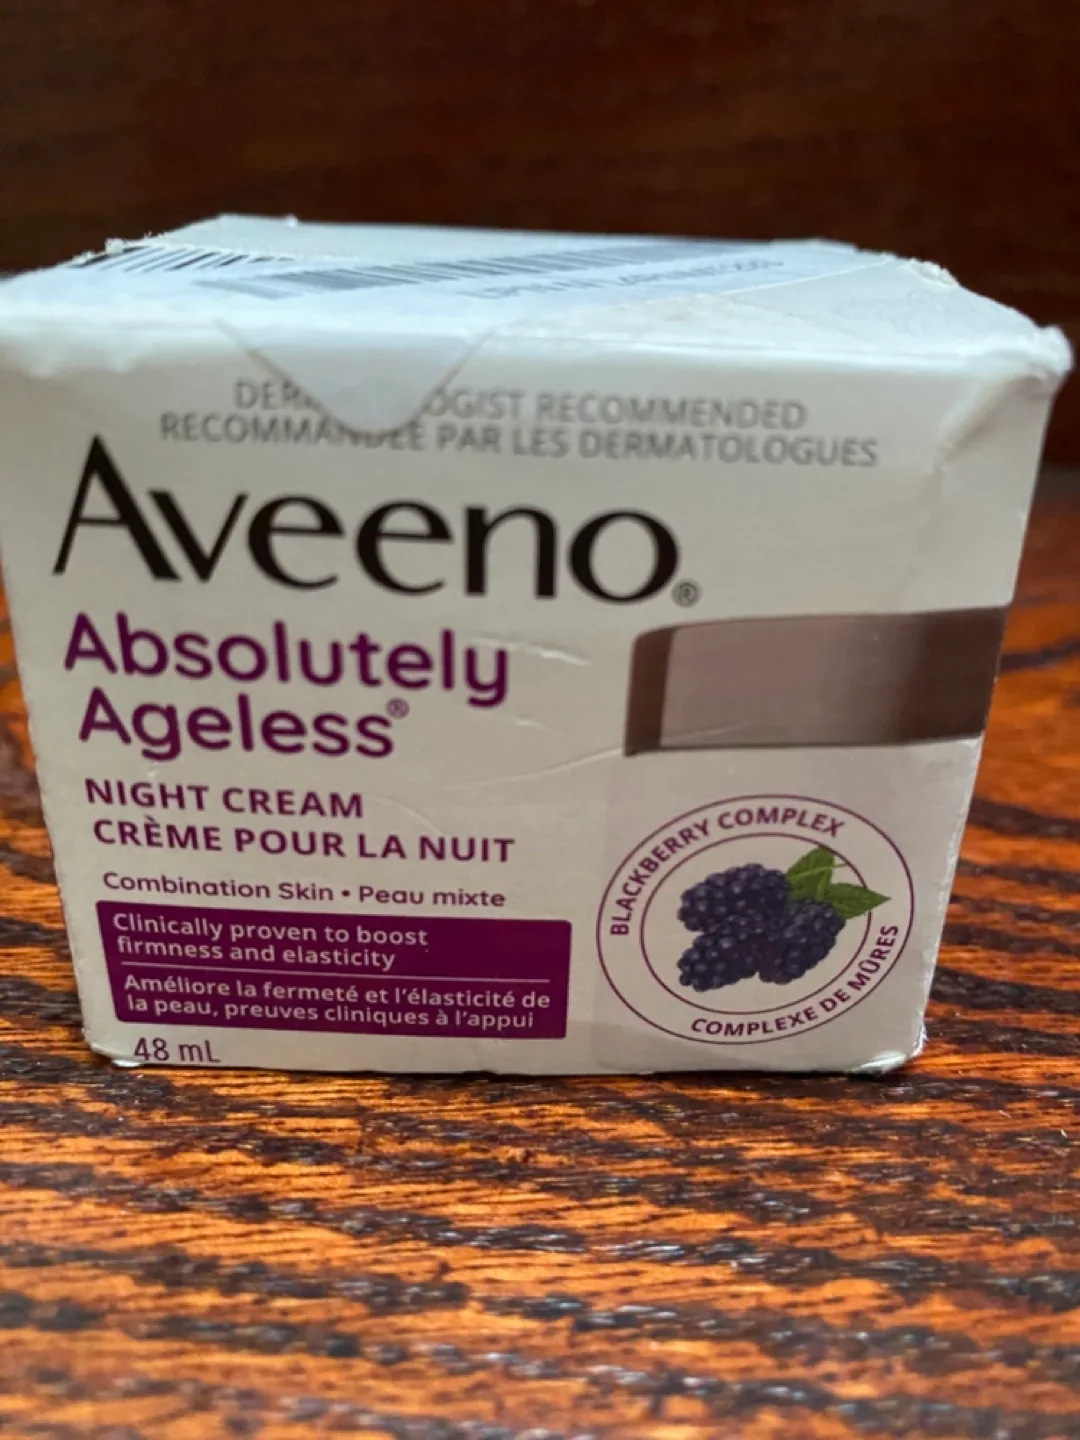 RECOMMENDED
RECOMMANDÉE PAR LES DERMATOLOGUES
Aveeno®
Absolutely
Ageless®
NIGHT CREAM
CRÈME POUR LA NUIT
Combination Skin • Peau mixte
Clinically proven to boost
firmness and elasticity
Améliore la fermeté et l'élasticité de
la peau, preuves cliniques à l'appui
48 mL
BLACKBERRY COMPLEX
COMPLEXE DE MÛRES